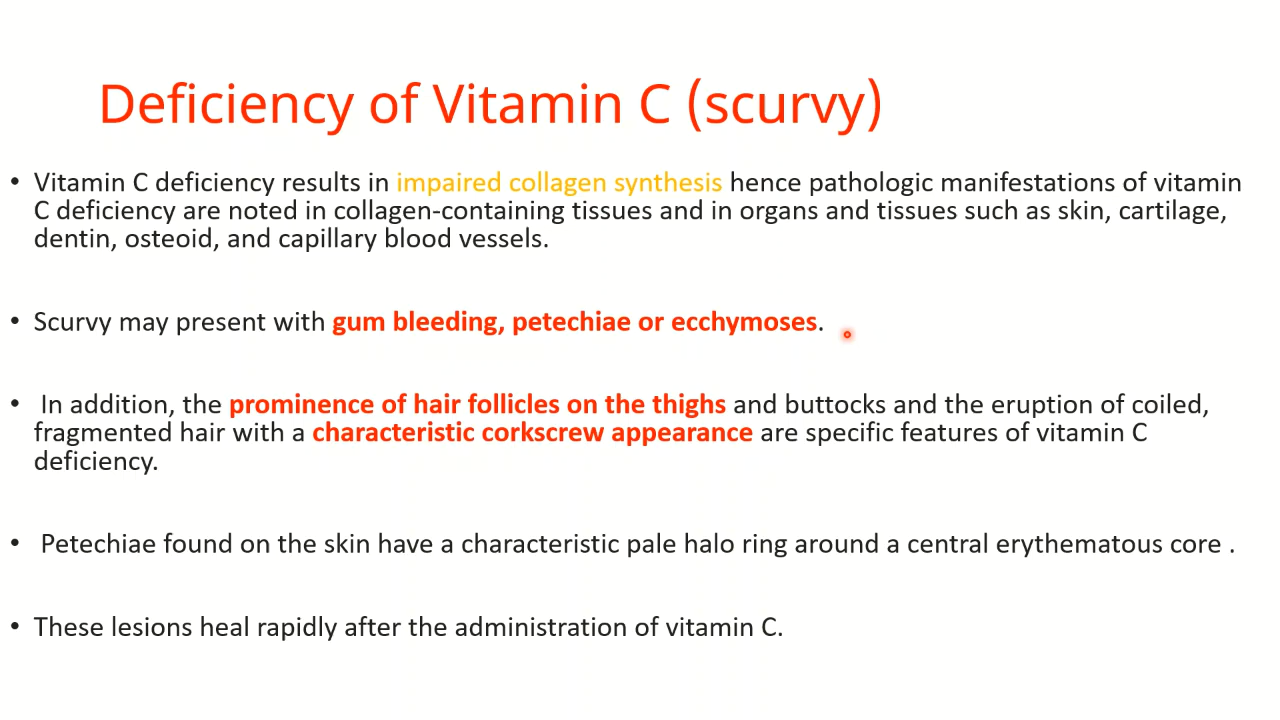 Deficiency of Vitamin C (scurvy)
• Vitamin C deficiency results in impaired collagen synthesis hence pathologic manifestations of vitamin
C deficiency are noted in collagen-containing tissues and in organs and tissues such as skin, cartilage,
dentin, osteoid, and capillary blood vessels.
• Scurvy may present with gum bleeding, petechiae or ecchymoses.
• In addition, the prominence of hair follicles on the thighs and buttocks and the eruption of coiled,
fragmented hair with a characteristic corkscrew appearance are specific features of vitamin C
deficiency.
• Petechiae found on the skin have a characteristic pale halo ring around a central erythematous core .
• These lesions heal rapidly after the administration of vitamin C.